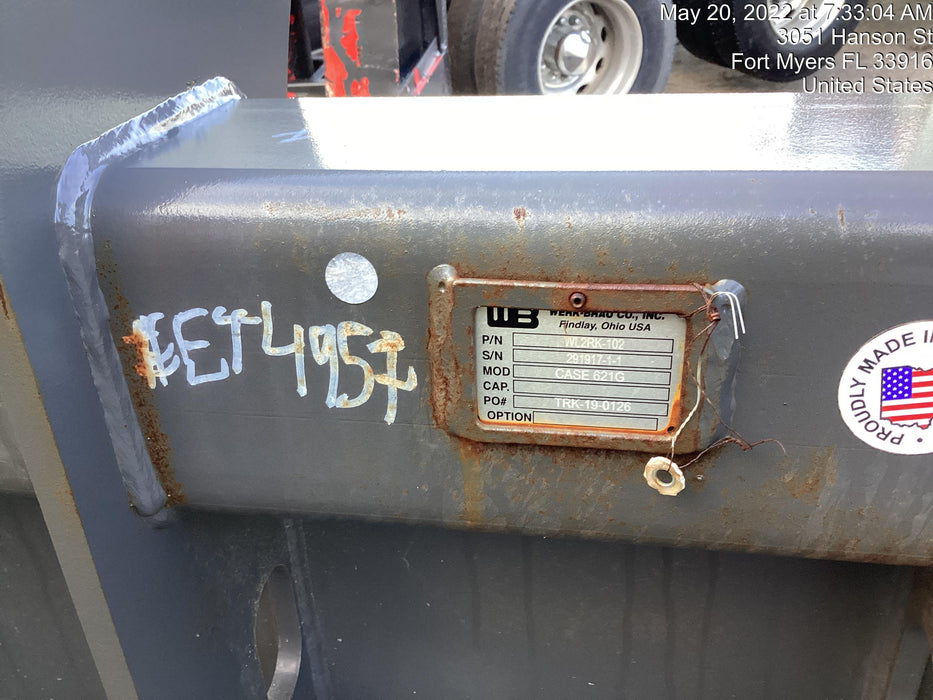 May 20, 2022 at 7:33:04 AM
3051 Hanson St
Fort Myers FL 33916
United States
WB WERK-BRAU CO., INC.
Findlay, Ohio USA
P/N WL2RK-102
S/N 291917-1-1
MOD CASE 621G
CAP.
PO# TRK-19-0126
OPTION
4957
PROUDLY MADE IN